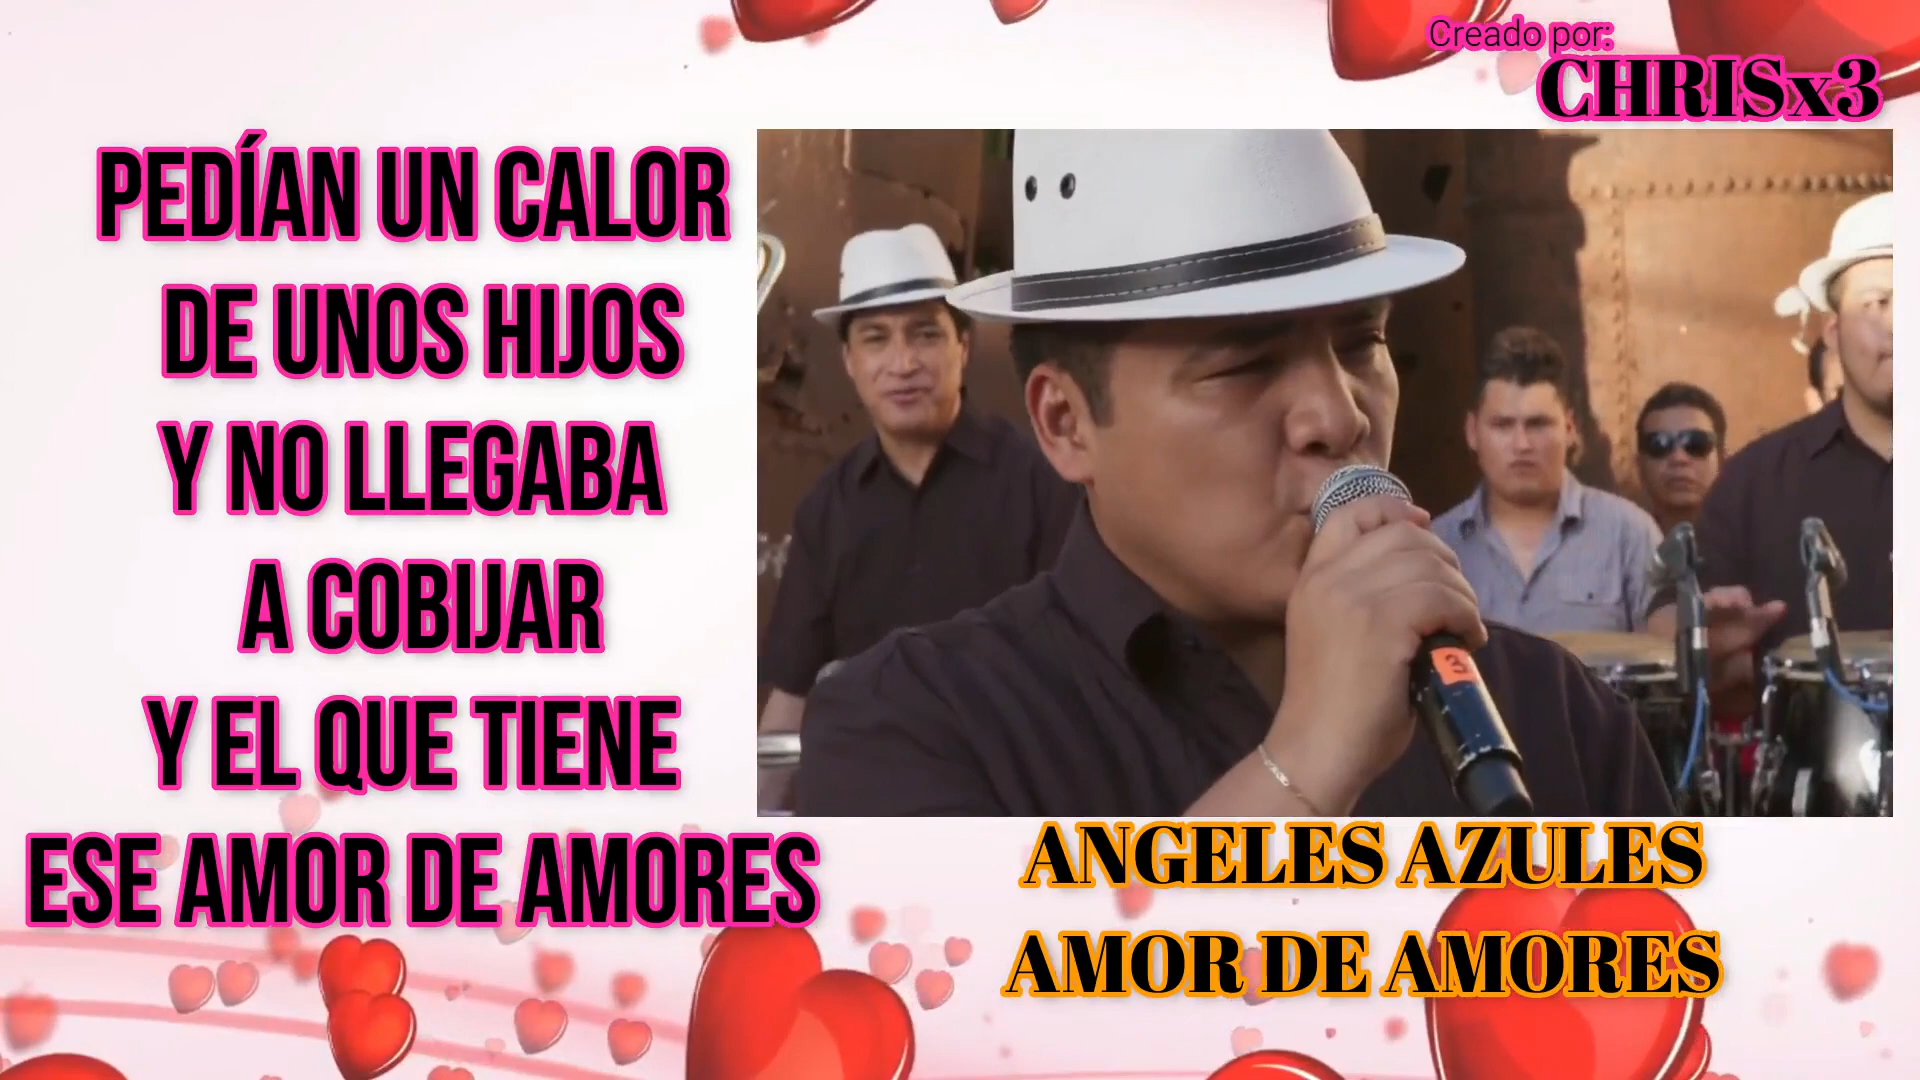 Creado por:
CHRISx3
PEDÍAN UN CALOR
DE UNOS HIJOS
Y NO LLEGABA
A COBIJAR
Y EL QUE TIENE
ESE AMOR DE AMORES
3
ANGELES AZULES
AMOR DE AMORES